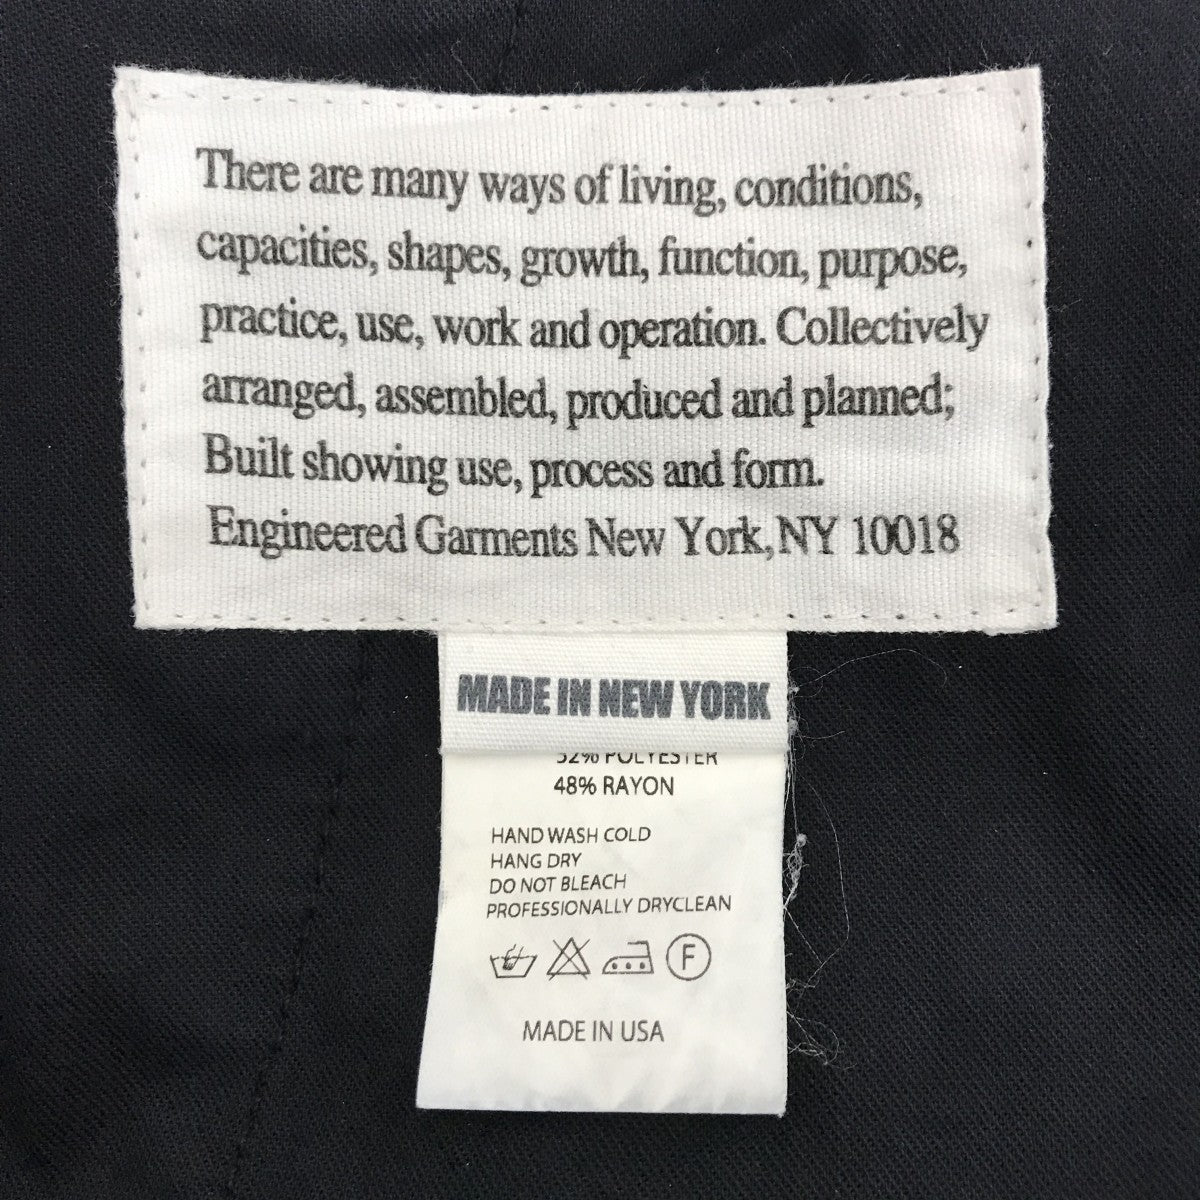 There are many ways of living, conditions,
capacities, shapes, growth, function, purpose,
practice, use, work and operation. Collectively
arranged, assembled, produced and planned;
Built showing use, process and form.
Engineered Garments New York, NY 10018
MADE IN NEW YORK
52% POLYESTER
48% RAYON
HAND WASH COLD
HANG DRY
DO NOT BLEACH
PROFESSIONALLY DRYCLEAN
F
MADE IN USA